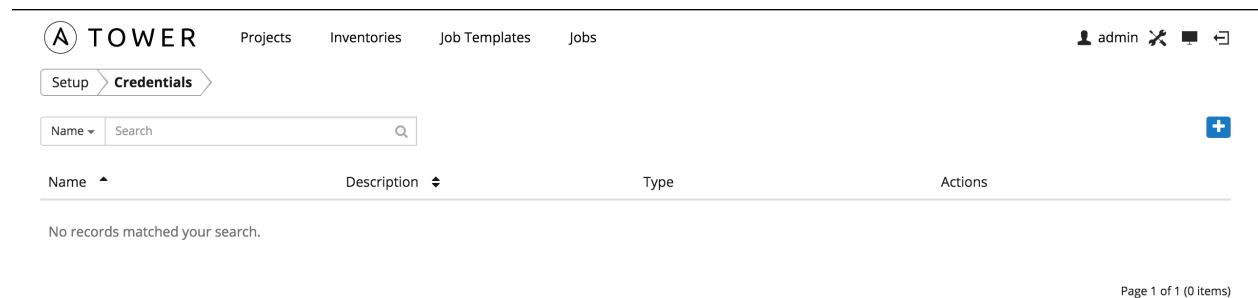 A TOWER Projects Inventories Job Templates Jobs admin
Setup Credentials
Name Search
Name Description Type Actions
No records matched your search.
Page 1 of 1 (0 items)